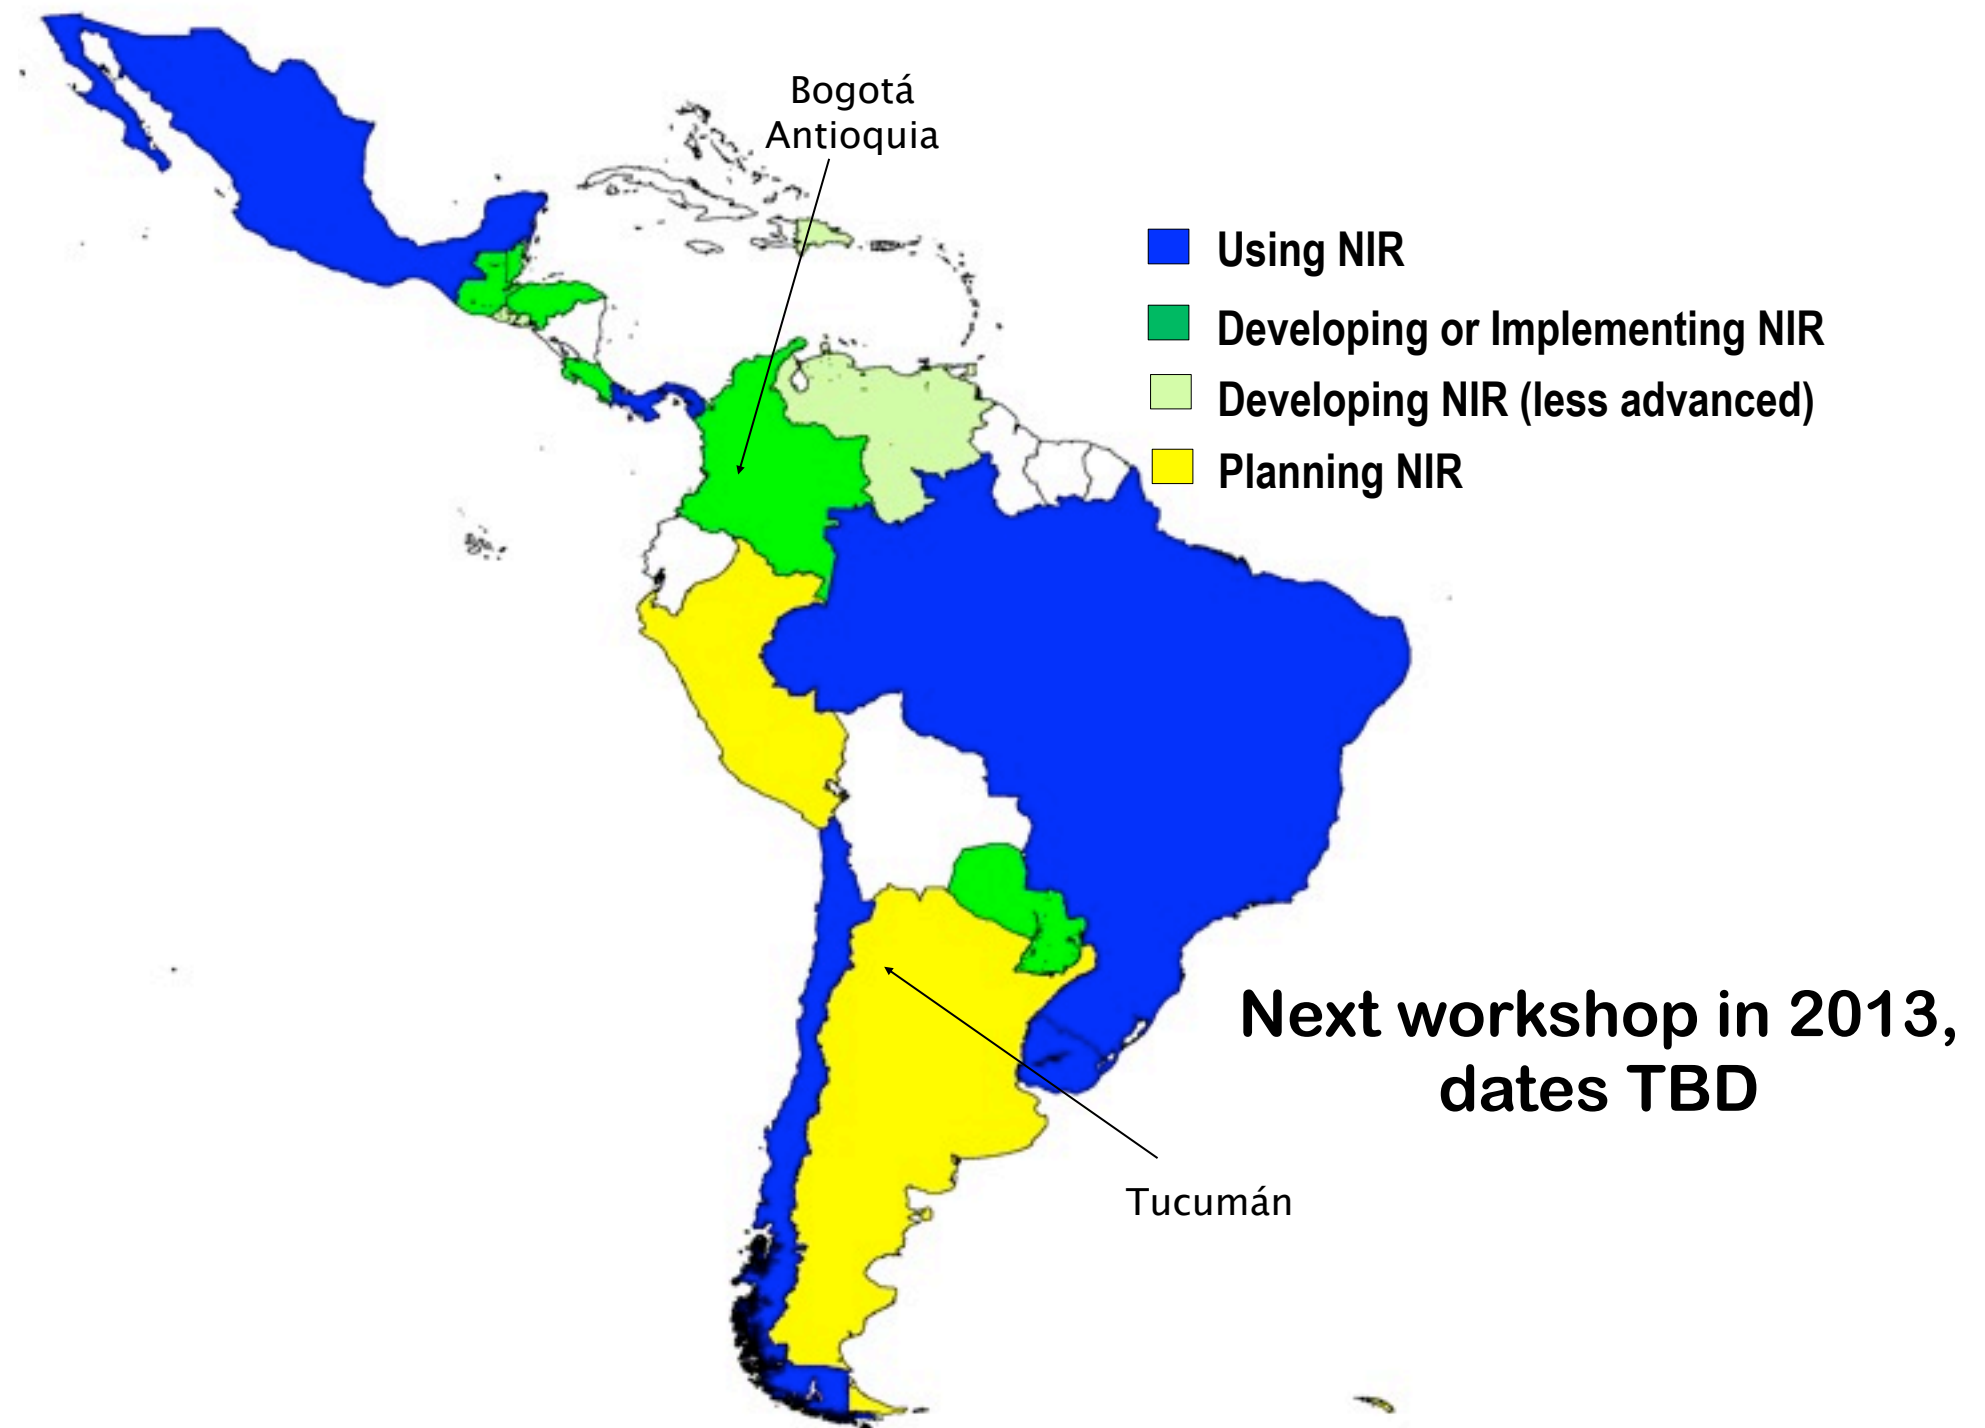 Bogotá
Antioquia
Using NIR
Developing or Implementing NIR
Developing NIR (less advanced)
Planning NIR
Next workshop in 2013,
dates TBD
Tucumán